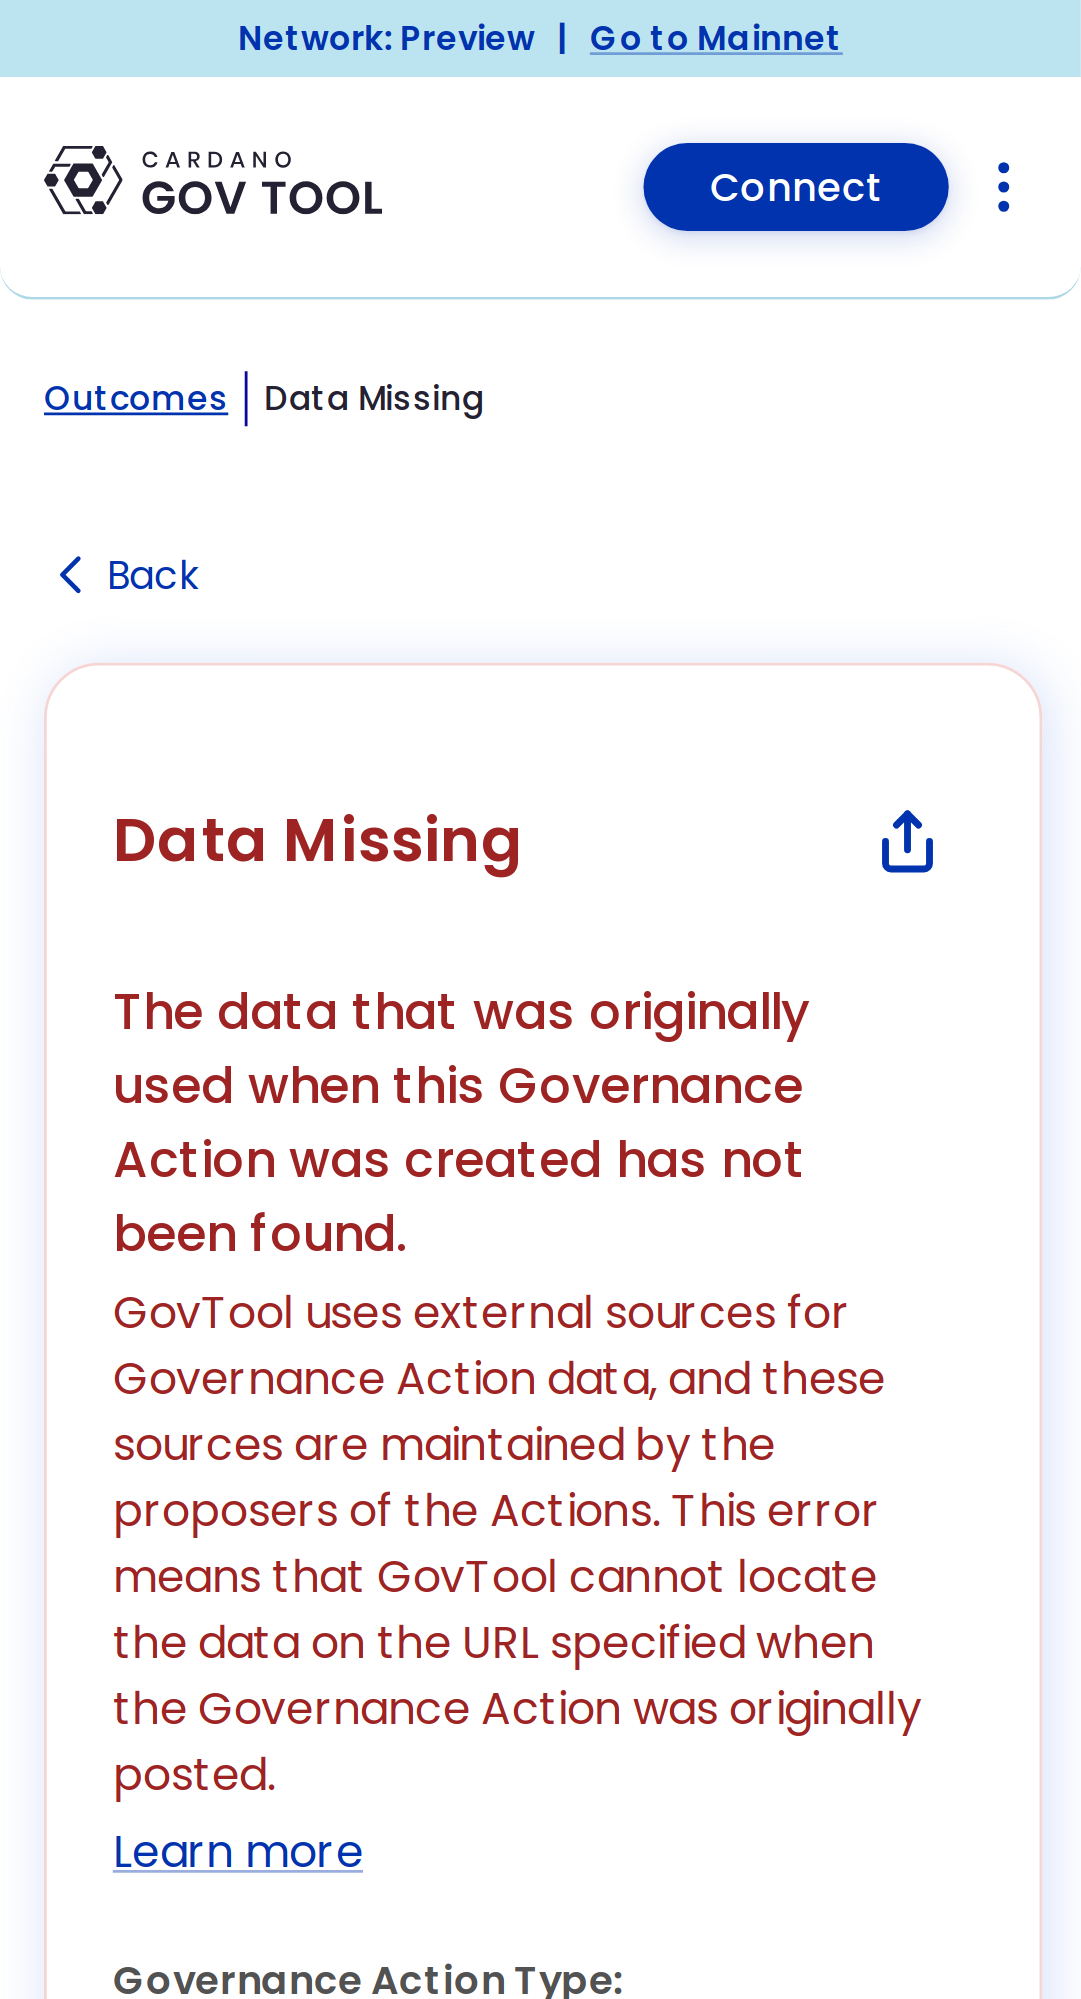 Network: Preview | Go to Mainnet
CARDANO
GOV TOOL
Connect
Outcomes | Data Missing
Back
Data Missing
The data that was originally
used when this Governance
Action was created has not
been found.
GovTool uses external sources for
Governance Action data, and these
sources are maintained by the
proposers of the Actions. This error
means that GovTool cannot locate
the data on the URL specified when
the Governance Action was originally
posted.
Learn more
Governance Action Type: